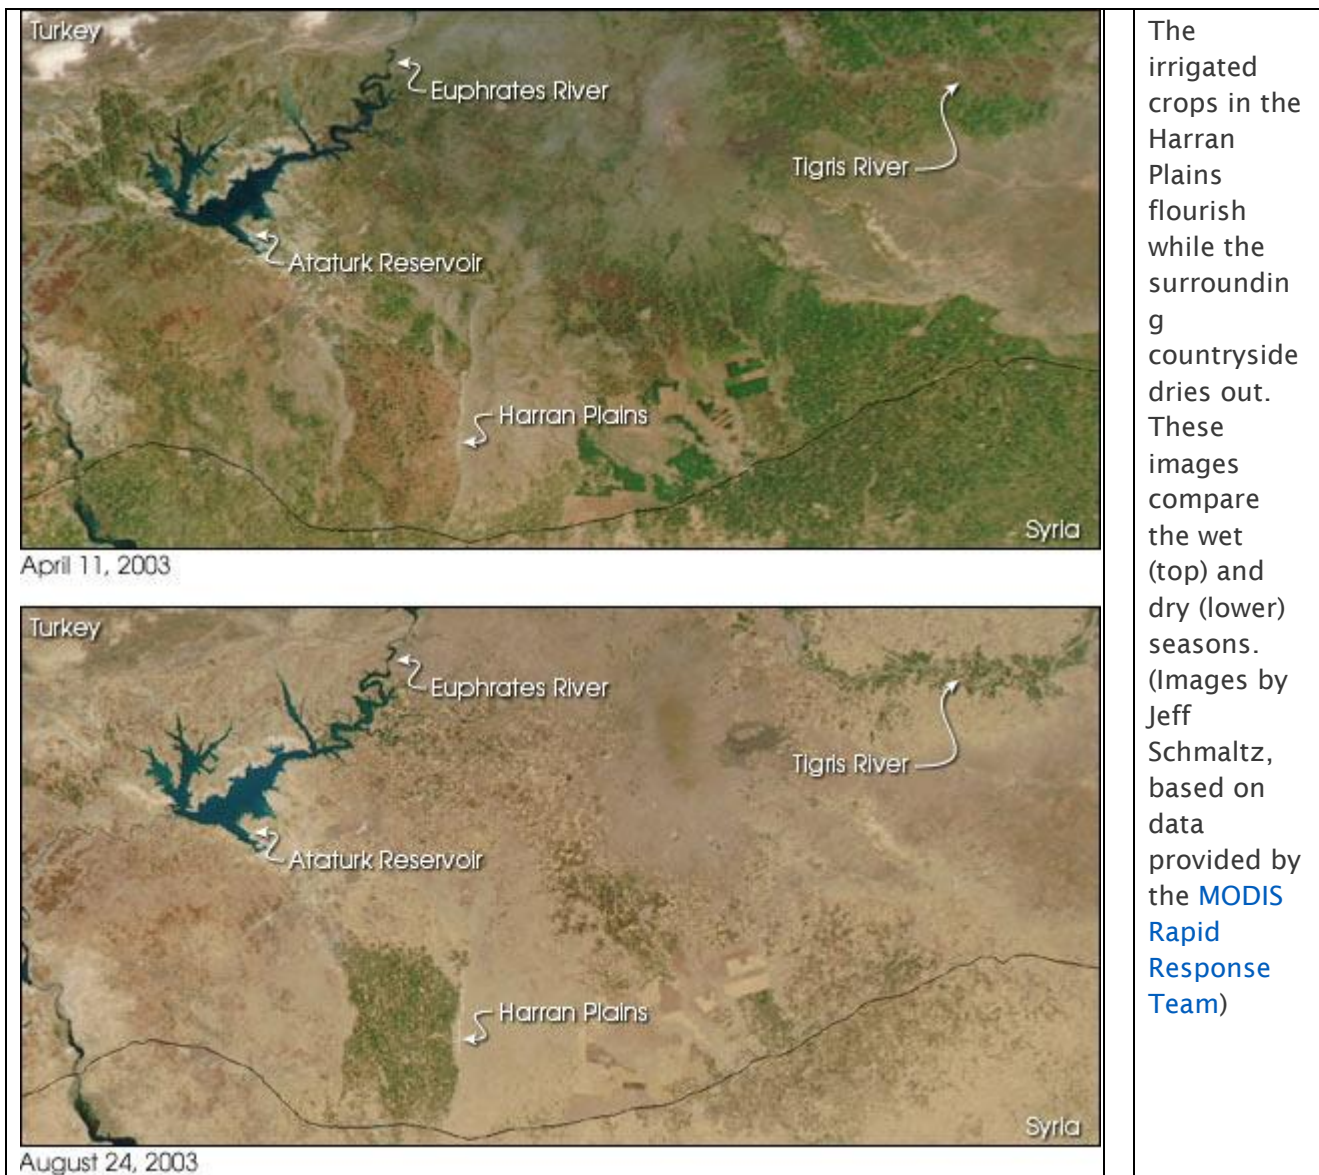 Turkey
Euphrates River
Tigris River
Ataturk Reservoir
Harran Plains
Syria
April 11, 2003
Turkey
Euphrates River
Tigris River
Ataturk Reservoir
Harran Plains
Syria
August 24, 2003
The
irrigated
crops in the
Harran
Plains
flourish
while the
surroundin
g
countryside
dries out.
These
images
compare
the wet
(top) and
dry (lower)
seasons.
(Images by
Jeff
Schmaltz,
based on
data
provided by
the MODIS
Rapid
Response
Team)